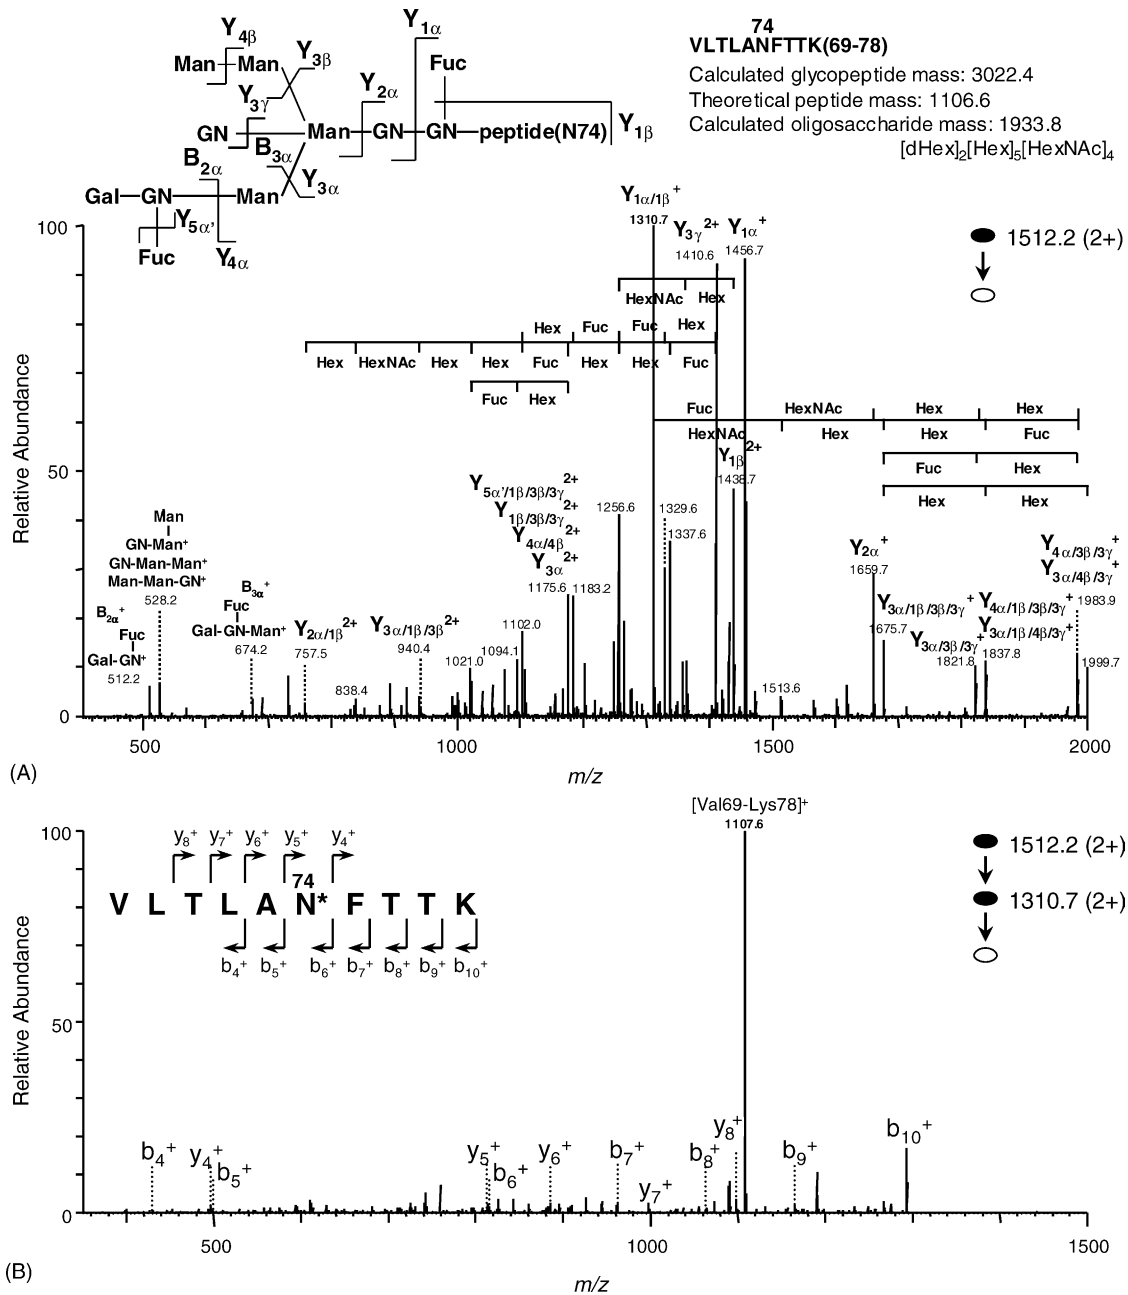 Y4β
Y3β
Y1α
74
Man
Man
Fuc
VLTLANFTTK(69-78)
Calculated glycopeptide mass: 3022.4
Y3γ
Y2α
Theoretical peptide mass: 1106.6
GN
Man
GN
GN
peptide(N74)
Y1β
Calculated oligosaccharide mass: 1933.8
B3α
[dHex]2[Hex]5[HexNAc]4
B2α
Y3α
Gal
GN
Man
Y5α'
Fuc
Y4α
Y1α/1β+
1310.7
Y3γ2+
1410.6
Y1α+
1456.7
1512.2 (2+)
100
HexNAc
Hex
Hex
Fuc
Fuc
Hex
Hex
HexNAc
Hex
Hex
Fuc
Hex
Hex
Fuc
Fuc
Hex
Fuc
HexNAc
Hex
Hex
HexNAc
Hex
Hex
Fuc
Fuc
Hex
Hex
Hex
Relative Abundance
50
Y5α'/1β/3β/3γ2+
Y1β/3β/3γ2+
Y4α/4β2+
Y3α2+
1175.6
1183.2
1256.6
1329.6
1337.6
Y1β2+
1438.7
Man
GN-Man+
GN-Man-Man+
Man-Man-GN+
528.2
B2α+
Fuc
Gal-GN+
512.2
B3α+
Fuc
Gal-GN-Man+
674.2
Y2α/1β2+
757.5
838.4
Y3α/1β/3β2+
940.4
1021.0
1094.1
1102.0
1513.6
Y2α+
1659.7
Y3α/1β/3β/3γ+
1675.7
Y3α/3β/3γ+
1821.8
Y4α/1β/3β/3γ+
Y3α/1β/4β/3γ+
1837.8
Y4α/3β/3γ+
Y3α/4β/3γ+
1983.9
1999.7
0
500
1000
1500
2000
(A)
m/z
[Val69-Lys78]+
1107.6
100
y8+ y7+ y6+ y5+ y4+
74
V L T L A N* F T T K
b4+ b5+ b6+ b7+ b8+ b9+ b10+
1512.2 (2+)
1310.7 (2+)
Relative Abundance
50
b4+
y4+
b5+
y5+
b6+
y6+
b7+
y7+
b8+
y8+
b9+
b10+
0
500
1000
1500
(B)
m/z